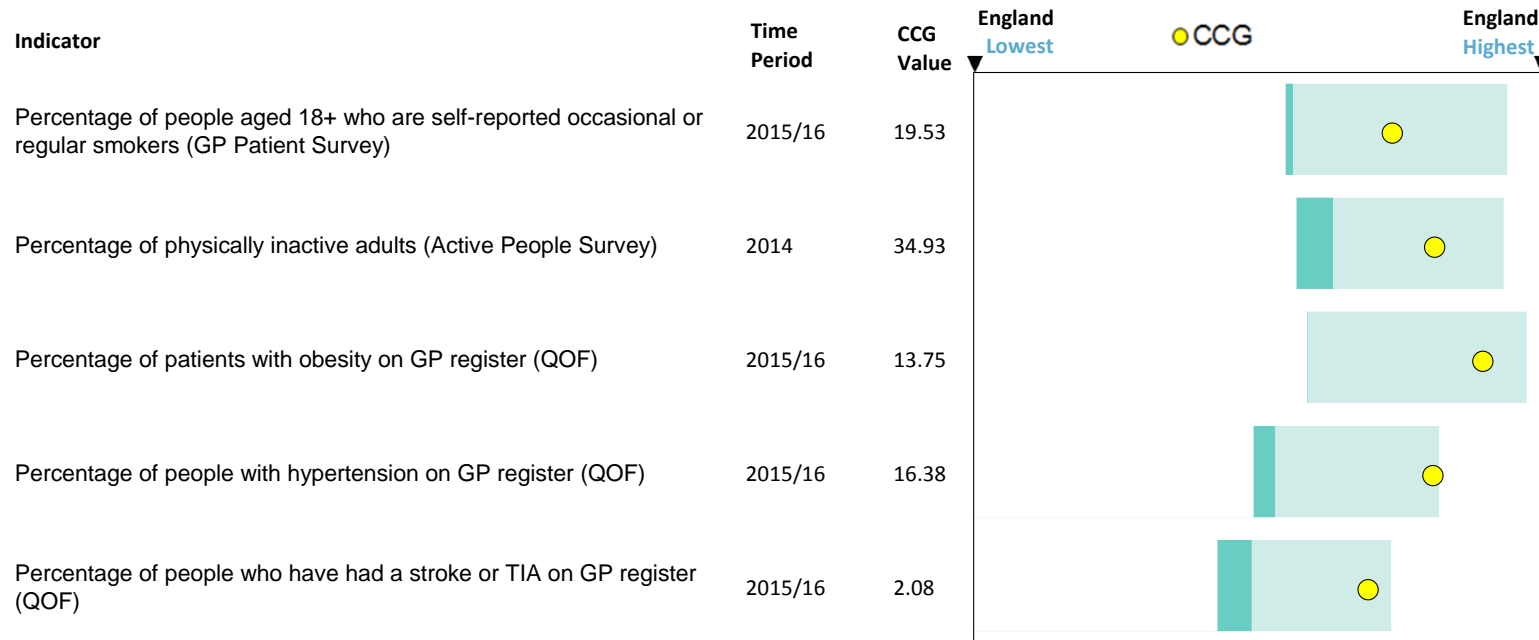 Indicator
Time
Period
CCG
Value
England
Lowest
CCG
England
Highest
Percentage of people aged 18+ who are self-reported occasional or
regular smokers (GP Patient Survey)
2015/16
19.53
Percentage of physically inactive adults (Active People Survey)
2014
34.93
Percentage of patients with obesity on GP register (QOF)
2015/16
13.75
Percentage of people with hypertension on GP register (QOF)
2015/16
16.38
Percentage of people who have had a stroke or TIA on GP register
(QOF)
2015/16
2.08